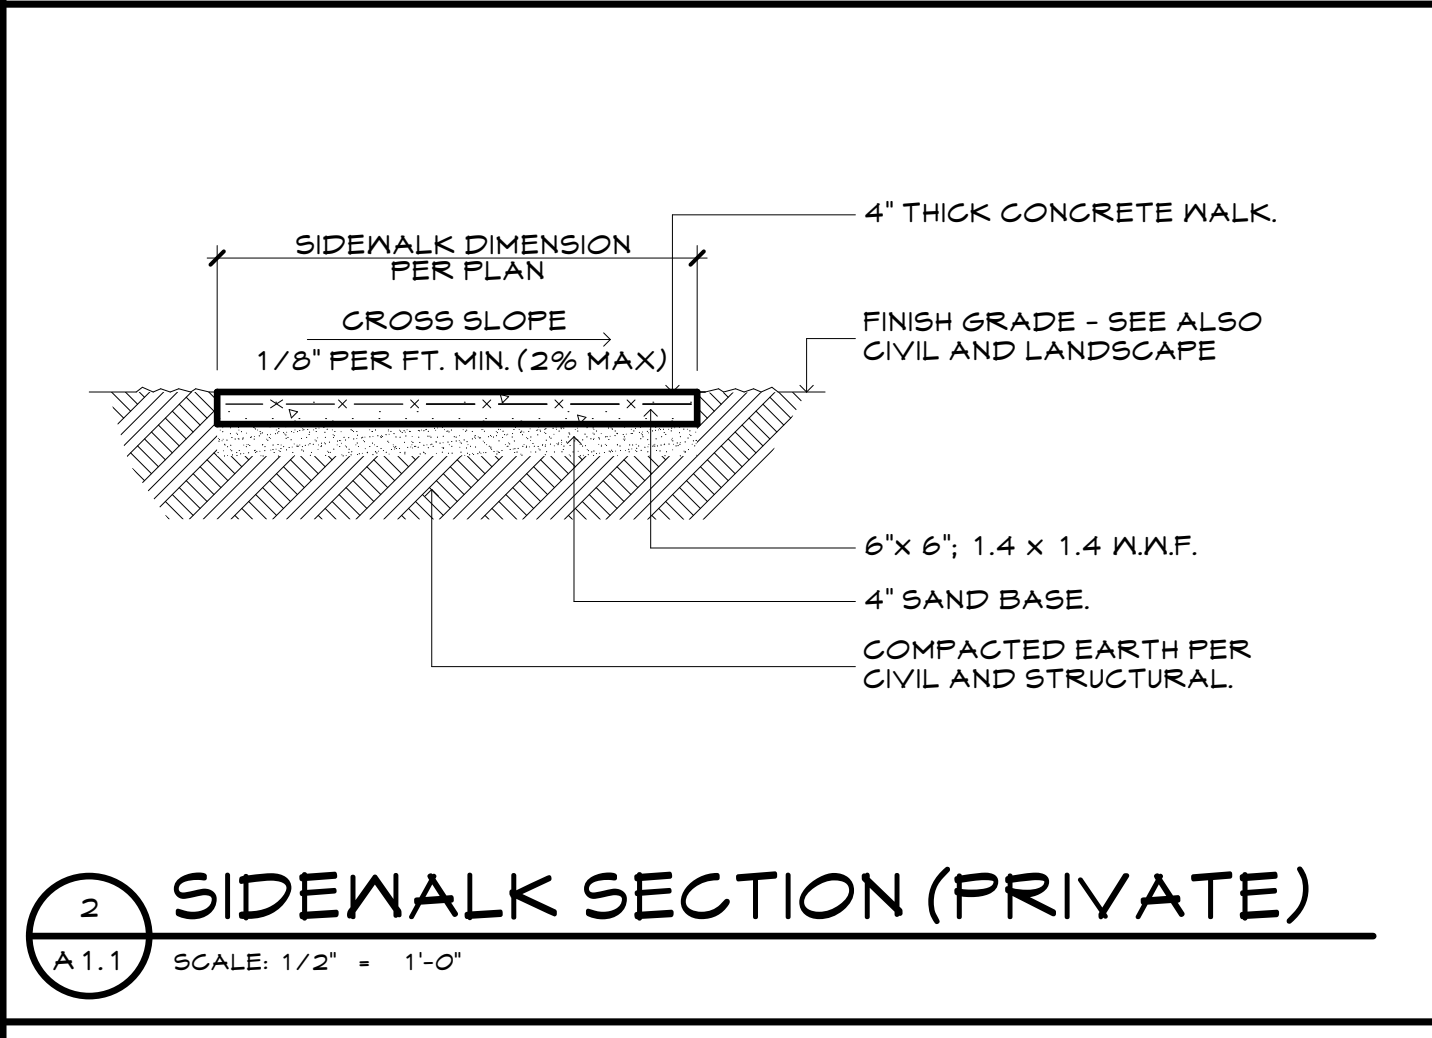 4" THICK CONCRETE WALK.
SIDEWALK DIMENSION
PER PLAN
CROSS SLOPE
1/8" PER FT. MIN. (2% MAX)
FINISH GRADE - SEE ALSO
CIVIL AND LANDSCAPE
6"x 6"; 1.4 x 1.4 W.W.F.
4" SAND BASE.
COMPACTED EARTH PER
CIVIL AND STRUCTURAL.
2
A1.1
SIDEWALK SECTION (PRIVATE)
SCALE: 1/2" = 1'-0"